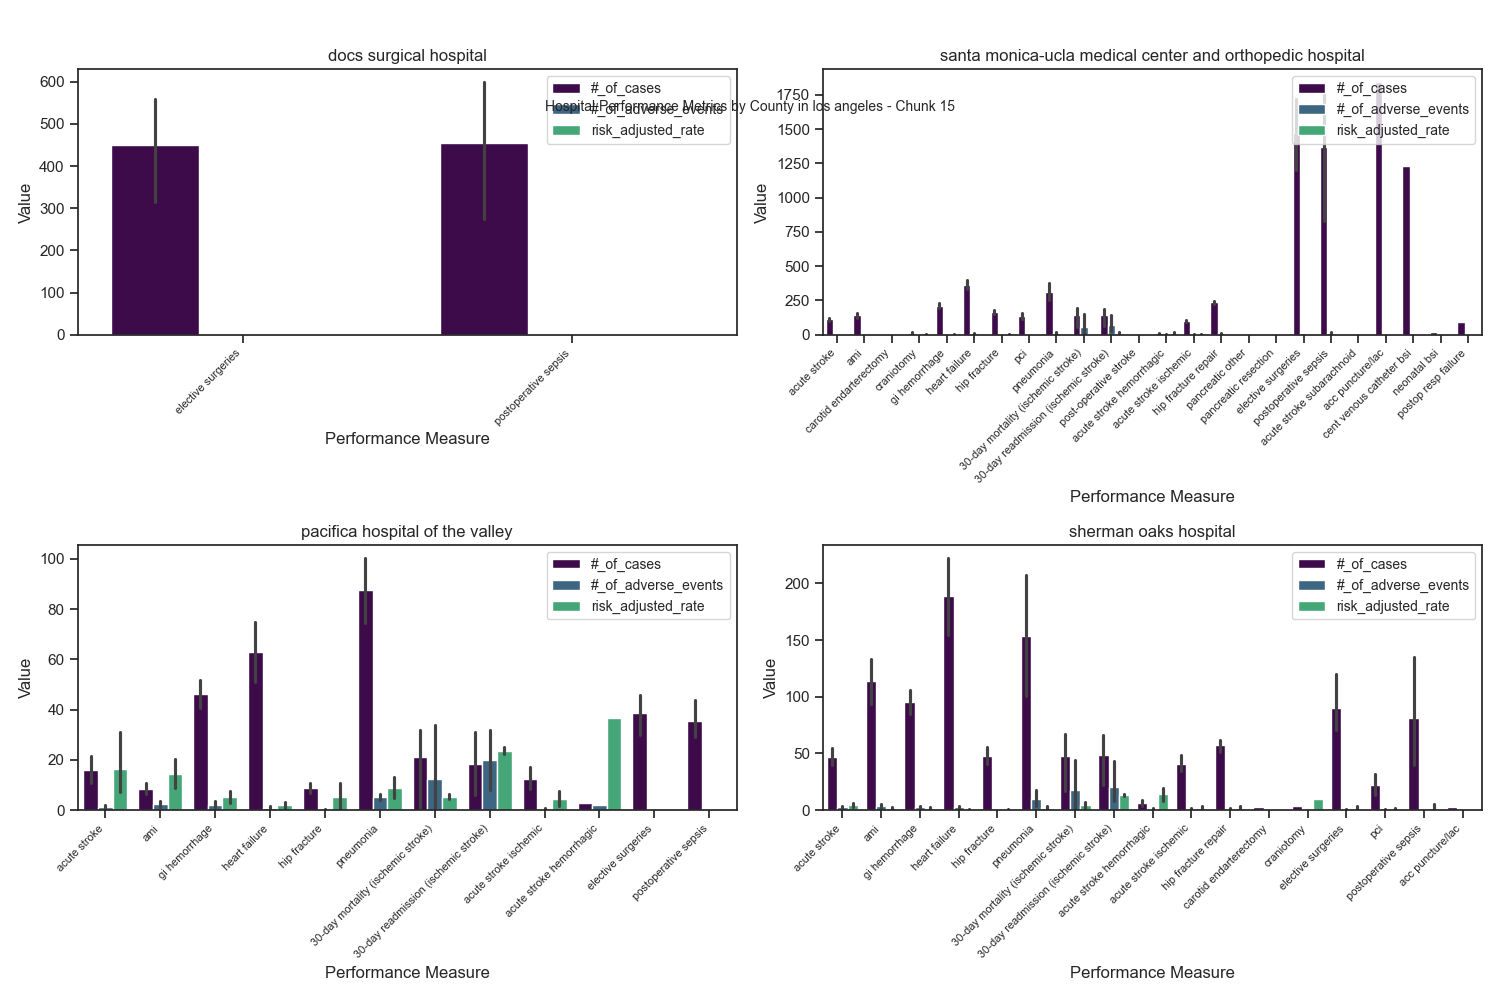 docs surgical hospital
600
500
400
300
200
100
0
Value
#_of_cases
#_of_adverse_events
risk_adjusted_rate
elective surgeries
postoperative sepsis
Performance Measure
Hospital Performance Metrics by County in los angeles - Chunk 15
santa monica-ucla medical center and orthopedic hospital
1750
1500
1250
1000
750
500
250
0
Value
#_of_cases
#_of_adverse_events
risk_adjusted_rate
acute stroke
ami
carotid endarterectomy
craniotomy
gi hemorrhage
heart failure
hip fracture
pci
pneumonia
30-day mortality (ischemic stroke)
30-day readmission (ischemic stroke)
post-operative stroke
acute stroke hemorrhagic
acute stroke ischemic
hip fracture repair
pancreatic other
pancreatic resection
elective surgeries
postoperative sepsis
acute stroke subarachnoid
acc puncture/lac
cent venous catheter bsi
neonatal bsi
postop resp failure
Performance Measure
pacifica hospital of the valley
100
80
60
40
20
0
Value
#_of_cases
#_of_adverse_events
risk_adjusted_rate
acute stroke
ami
gi hemorrhage
heart failure
hip fracture
pneumonia
30-day mortality (ischemic stroke)
30-day readmission (ischemic stroke)
acute stroke ischemic
acute stroke hemorrhagic
elective surgeries
postoperative sepsis
Performance Measure
sherman oaks hospital
200
150
100
50
0
Value
#_of_cases
#_of_adverse_events
risk_adjusted_rate
acute stroke
ami
gi hemorrhage
heart failure
hip fracture
pneumonia
30-day mortality (ischemic stroke)
30-day readmission (ischemic stroke)
acute stroke hemorrhagic
acute stroke ischemic
hip fracture repair
carotid endarterectomy
craniotomy
elective surgeries
pci
postoperative sepsis
acc puncture/lac
Performance Measure